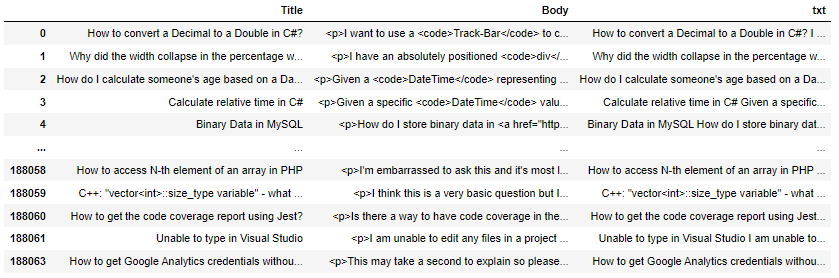 Title Body txt
0 How to convert a Decimal to a Double in C#? <p>I want to use a <code>Track-Bar</code> to c... How to convert a Decimal to a Double in C#? I ...
1 Why did the width collapse in the percentage w... <p>I have an absolutely positioned <code>div</... Why did the width collapse in the percentage w...
2 How do I calculate someone's age based on a Da... <p>Given a <code>DateTime</code> representing ... How do I calculate someone's age based on a Da...
3 Calculate relative time in C# <p>Given a specific <code>DateTime</code> valu... Calculate relative time in C# Given a specific...
4 Binary Data in MySQL <p>How do I store binary data in <a href="http... Binary Data in MySQL How do I store binary dat...
... ... ... ...
188058 How to access N-th element of an array in PHP <p>I'm embarrassed to ask this and it's most l... How to access N-th element of an array in PHP ...
188059 C++: "vector<int>::size_type variable" - what ... <p>I think this is a very basic question but I... C++: "vector<int>::size_type variable" - what ...
188060 How to get the code coverage report using Jest? <p>Is there a way to have code coverage in the... How to get the code coverage report using Jest...
188061 Unable to type in Visual Studio <p>I am unable to edit any files in a project ... Unable to type in Visual Studio I am unable to...
188063 How to get Google Analytics credentials withou... <p>This may take a second to explain so please... How to get Google Analytics credentials withou...